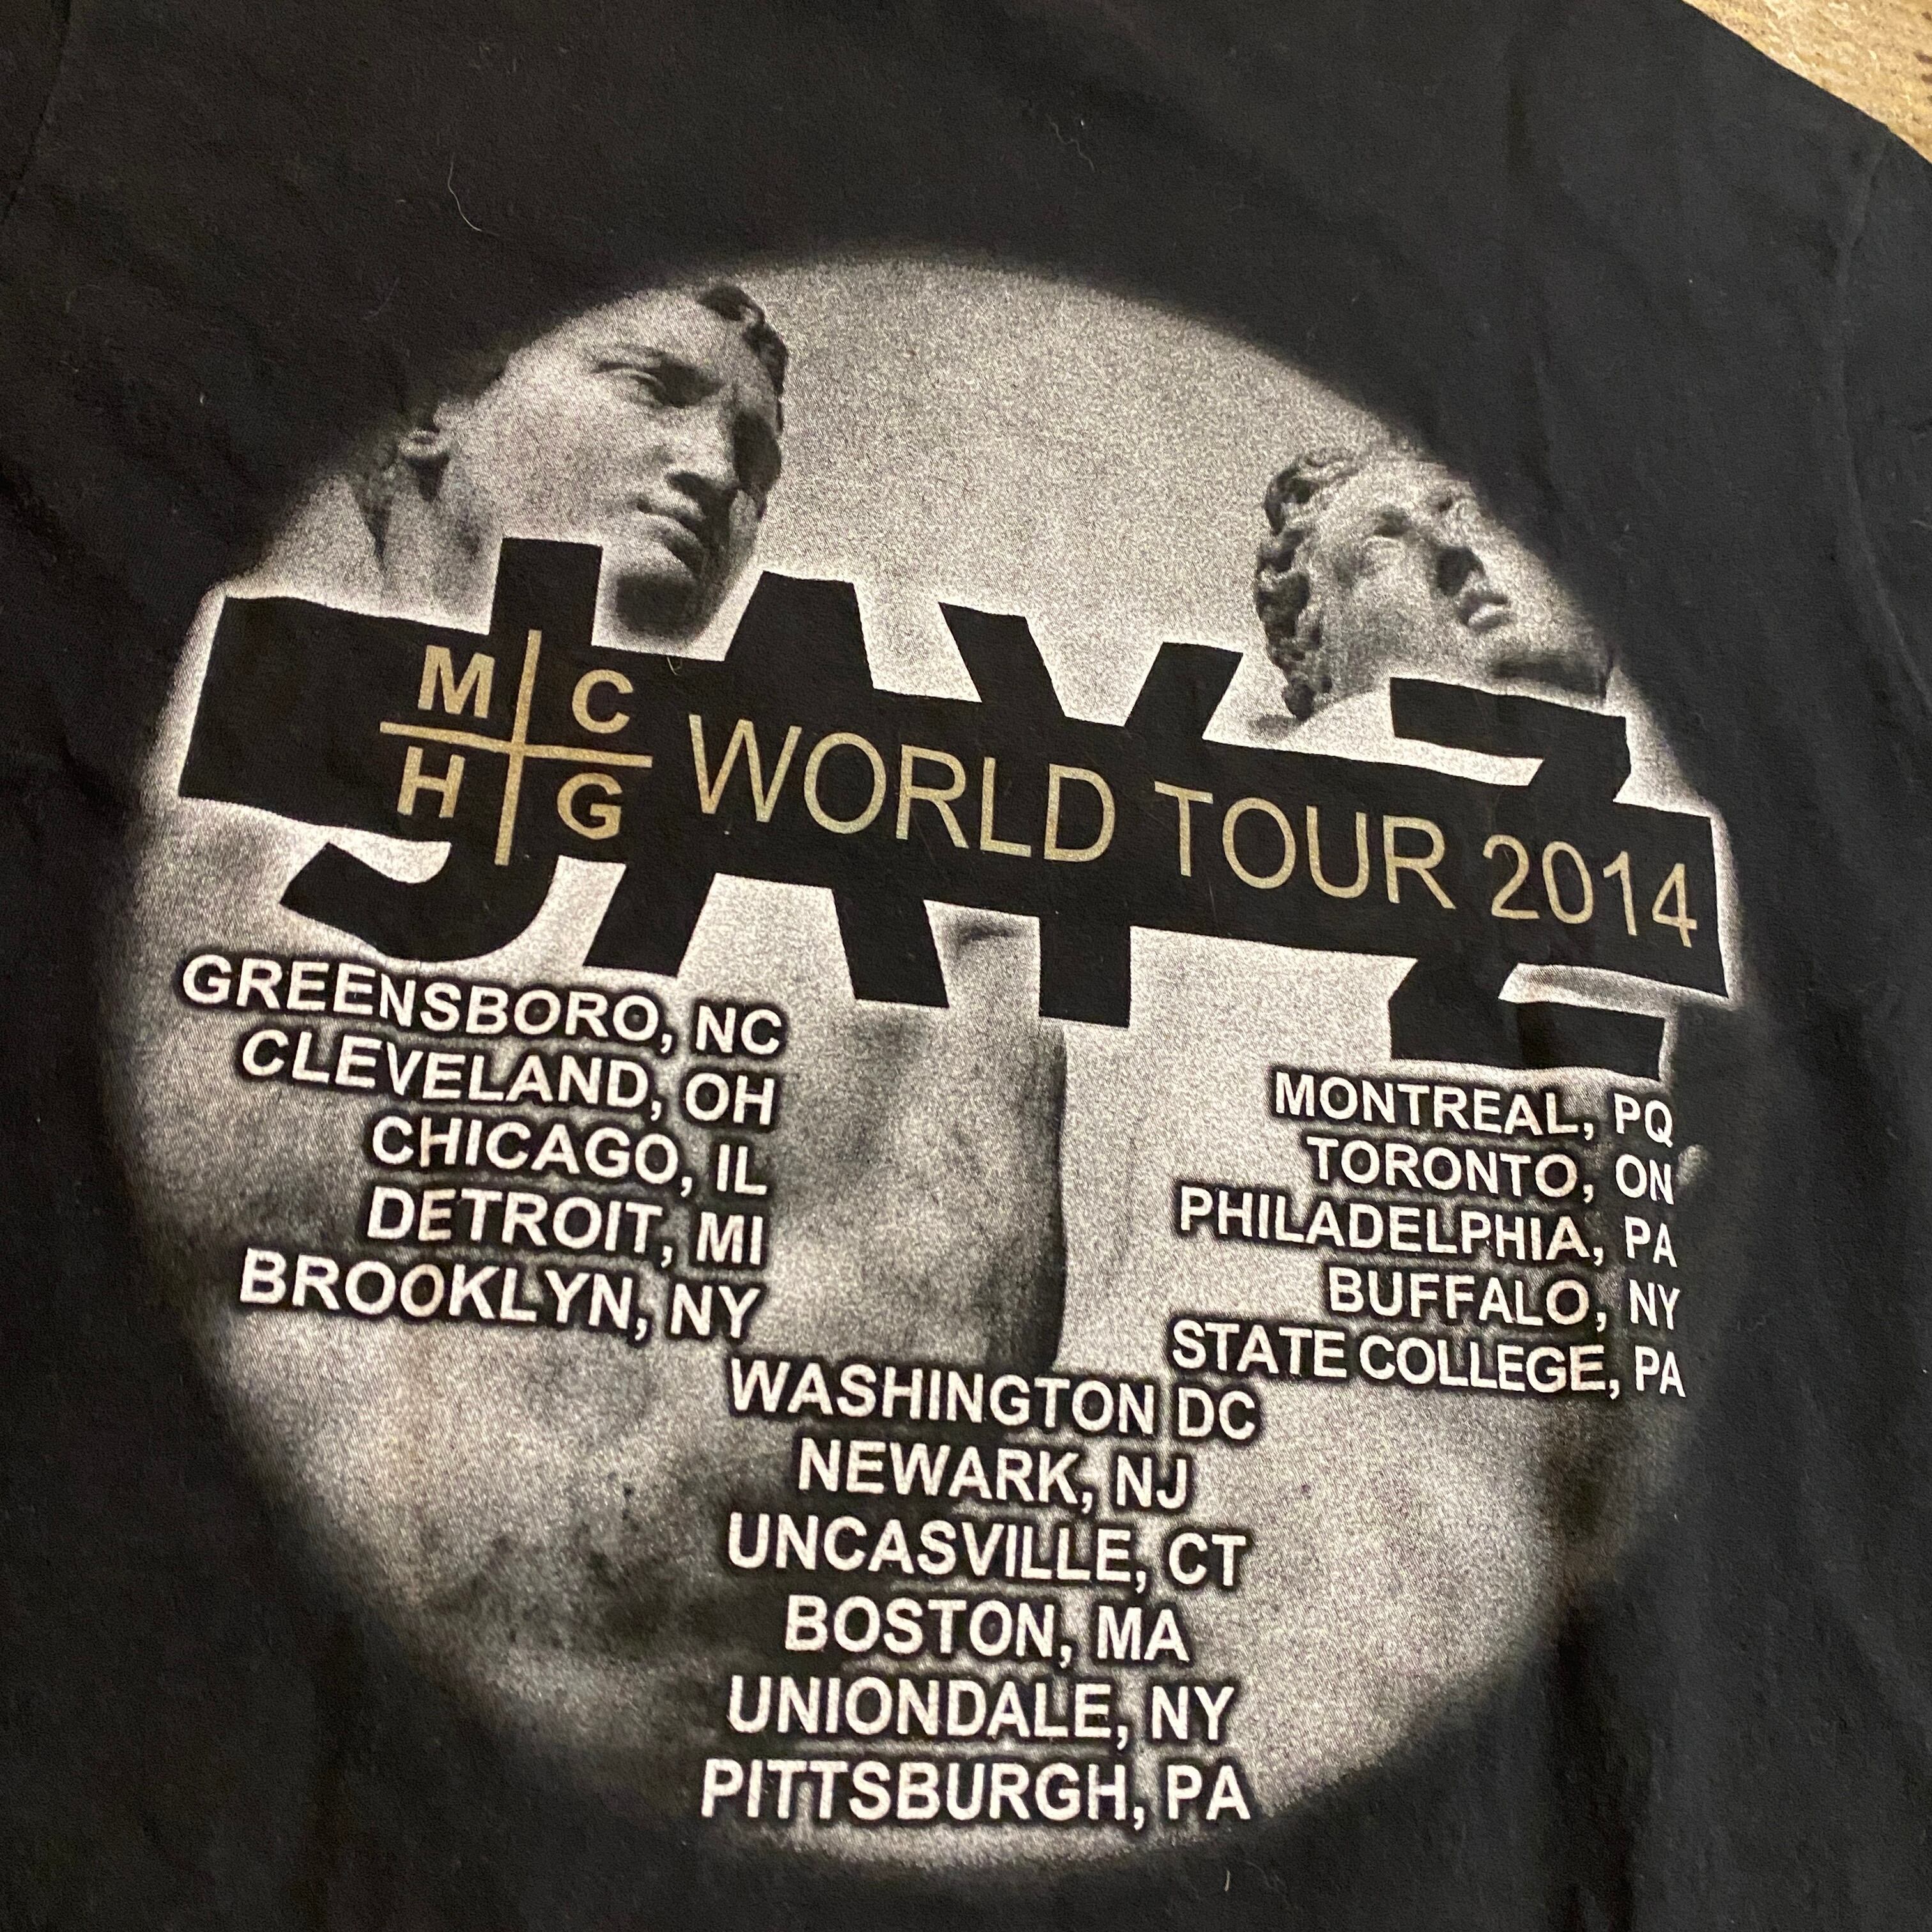 JAY Z
M C
H G
WORLD TOUR 2014
GREENSBORO, NC
CLEVELAND, OH
CHICAGO, IL
DETROIT, MI
BROOKLYN, NY
MONTREAL, PQ
TORONTO, ON
PHILADELPHIA, PA
BUFFALO, NY
STATE COLLEGE, PA
WASHINGTON DC
NEWARK, NJ
UNCASVILLE, CT
BOSTON, MA
UNIONDALE, NY
PITTSBURGH, PA